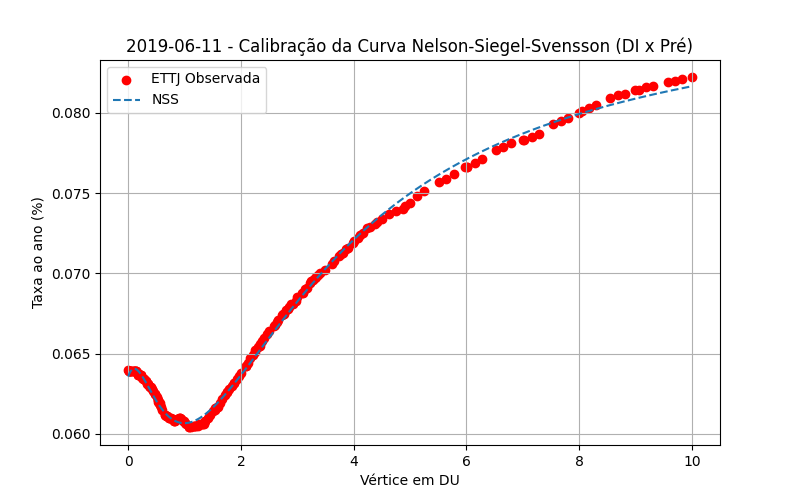 2019-06-11 - Calibração da Curva Nelson-Siegel-Svensson (DI x Pré)
ETTJ Observada
NSS
0.080
0.075
0.070
0.065
0.060
Taxa ao ano (%)
0 2 4 6 8 10
Vértice em DU